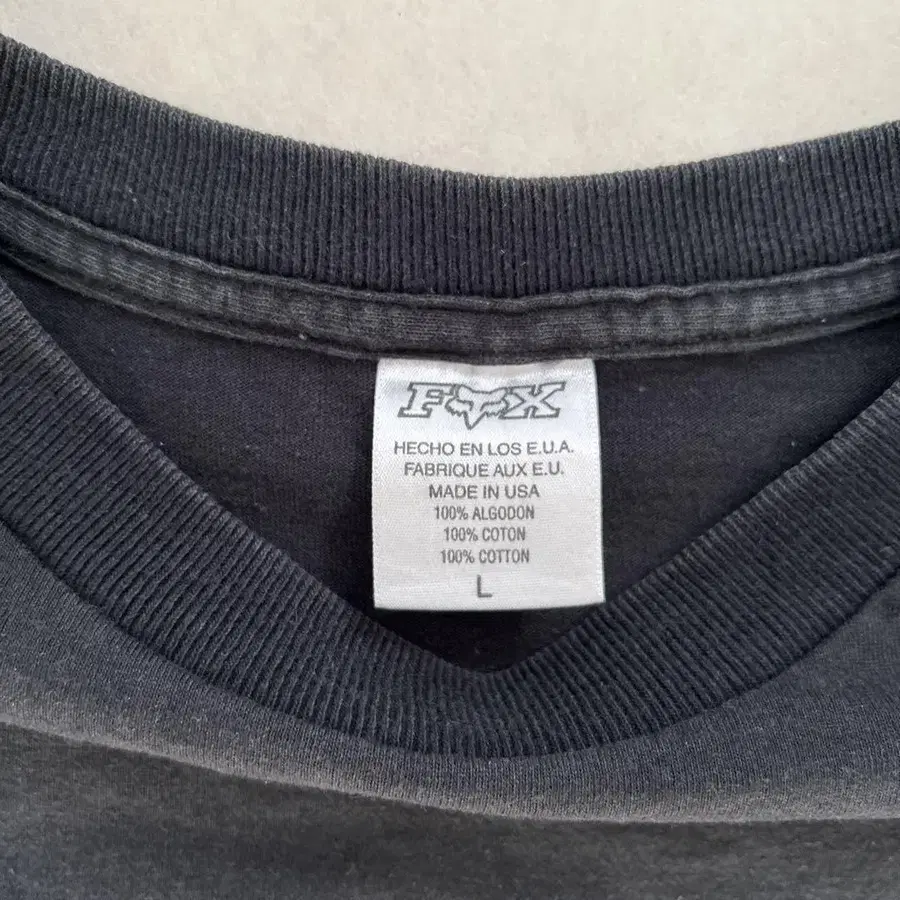 FOX
HECHO EN LOS E.U.A.
FABRIQUE AUX E.U.
MADE IN USA
100% ALGODON
100% COTON
100% COTTON
L